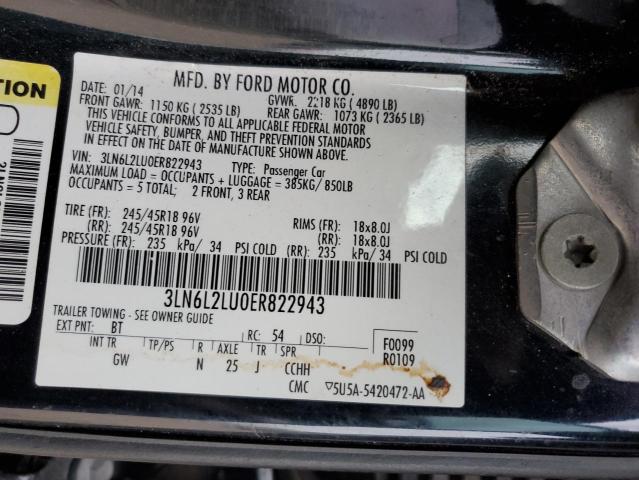 TION
MFD. BY FORD MOTOR CO.
DATE: 01/14 GVWR: 2218 KG ( 4890 LB)
FRONT GAWR: 1150 KG ( 2535 LB) REAR GAWR: 1073 KG ( 2365 LB)
THIS VEHICLE CONFORMS TO ALL APPLICABLE FEDERAL MOTOR
VEHICLE SAFETY, BUMPER, AND THEFT PREVENTION STANDARDS
IN EFFECT ON THE DATE OF MANUFACTURE SHOWN ABOVE.
VIN: 3LN6L2LU0ER822943 TYPE: Passenger Car
MAXIMUM LOAD = OCCUPANTS + LUGGAGE = 385KG/850LB
OCCUPANTS = 5 TOTAL; 2 FRONT, 3 REAR
TIRE (FR): 245/45R18 96V RIMS (FR): 18x8.0J
(RR): 245/45R18 96V (RR): 18x8.0J
PRESSURE (FR): 235 kPa/ 34 PSI COLD (RR): 235 kPa/ 34 PSI COLD
3LN6L2LU0ER822943
TRAILER TOWING - SEE OWNER GUIDE
EXT PNT: BT RC: 54 DSO: F0099
R0109
INT TR TP/PS R AXLE TR SPR
GW N 25 J CCHH
CMC ▽5U5A-5420472-AA